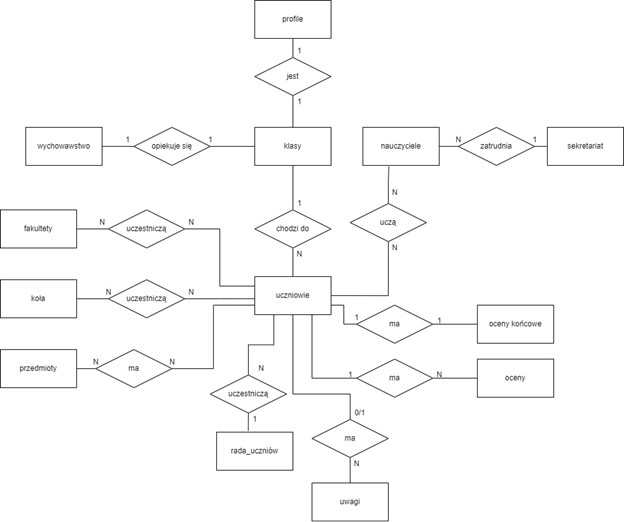 profile
1
jest
1
wychowawstwo
1
opiekuje się
1
klasy
nauczyciele
N
zatrudnia
1
sekretariat
1
chodzi do
N
N
uczą
N
fakultety
N
uczestniczą
N
koła
N
uczestniczą
N
uczniowie
1
ma
1
oceny końcowe
przedmioty
N
ma
N
1
ma
N
oceny
N
uczestniczą
1
rada_uczniów
0/1
ma
N
uwagi